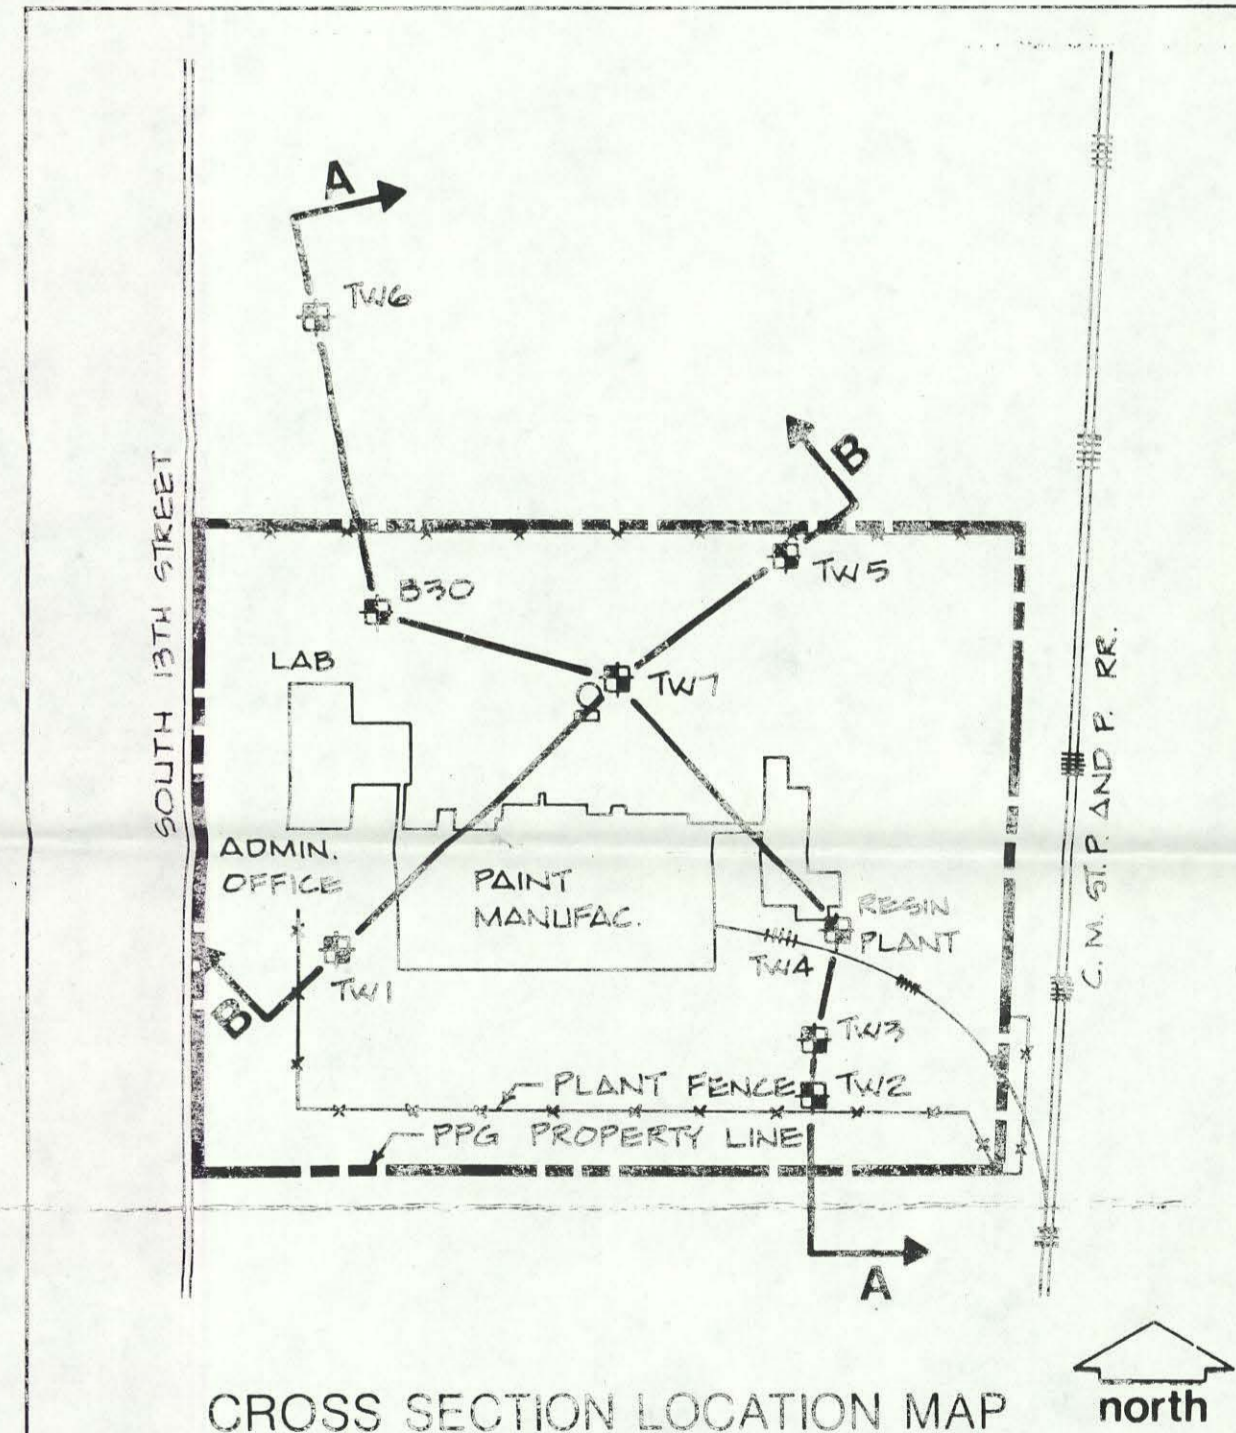 A
TW6
SOUTH 13TH STREET
B
TW5
B30
LAB
TW7
C. M. ST. P. AND P. RR.
ADMIN.
OFFICE
PAINT
MANUFAC.
RESIN
PLANT
TW4
TW1
B
TW3
PLANT FENCE
TW2
PPG PROPERTY LINE
A
CROSS SECTION LOCATION MAP
north